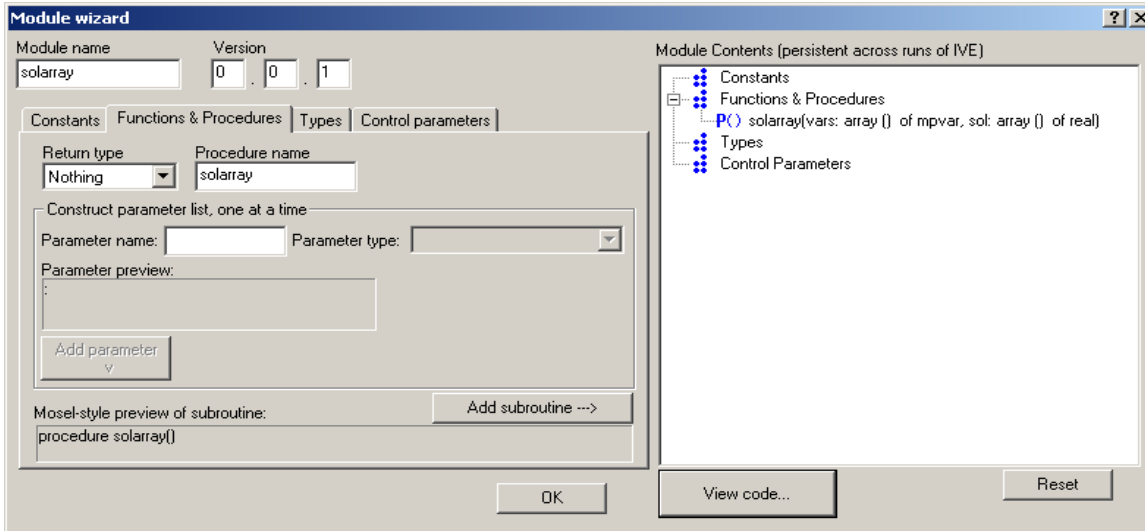 Module wizard
Module name
Version
solarray
0 . 0 . 1
Constants
Functions & Procedures
Types
Control parameters
Return type
Procedure name
Nothing
solarray
Construct parameter list, one at a time
Parameter name:
Parameter type:
Parameter preview:
:
Add parameter
v
Mosel-style preview of subroutine:
Add subroutine --->
procedure solarray()
OK
Module Contents (persistent across runs of IVE)
Constants
Functions & Procedures
P() solarray(vars: array () of mpvar, sol: array () of real)
Types
Control Parameters
View code...
Reset